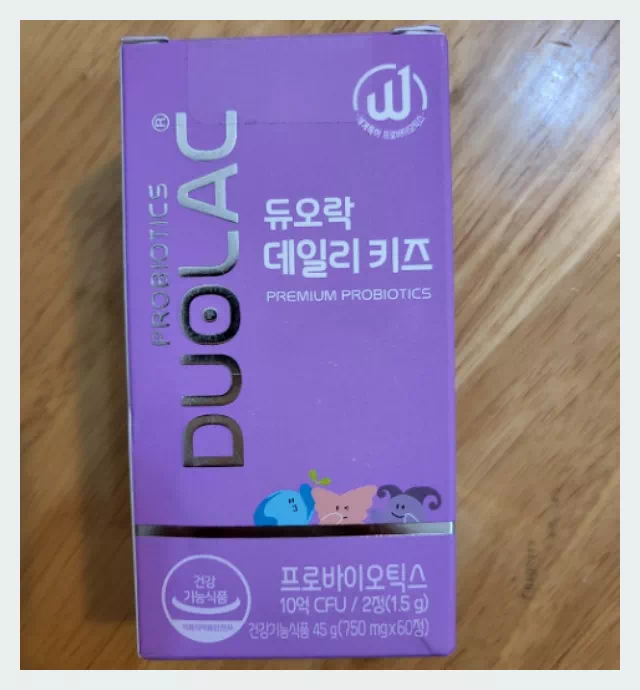 PROBIOTICS ®
DUOLAC
듀오락
데일리 키즈
PREMIUM PROBIOTICS
건강
기능식품
프로바이오틱스
10억 CFU / 2정(1.5 g)
건강기능식품 45 g(750 mg x 60정)